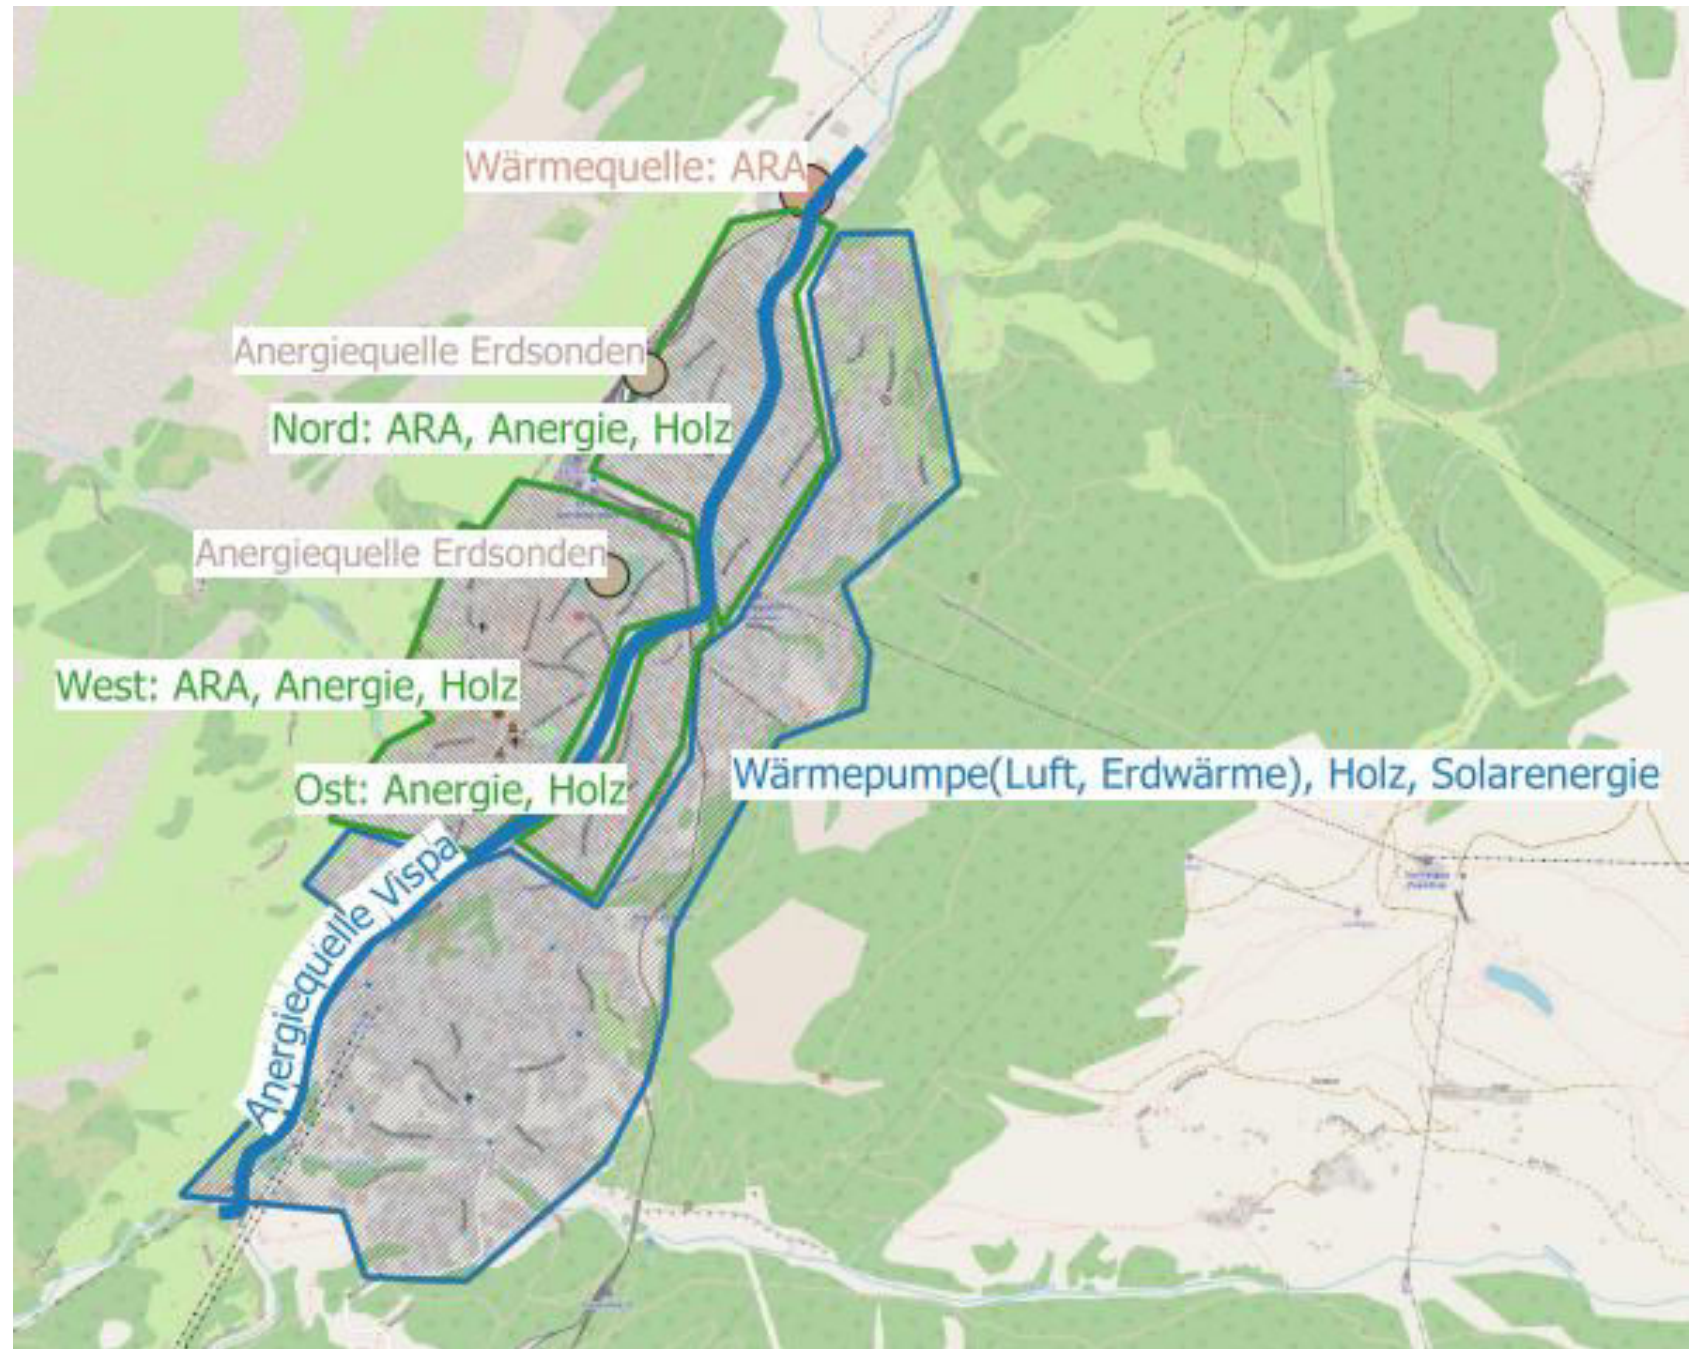 Wärmequelle: ARA
Anergiequelle Erdsonden
Nord: ARA, Anergie, Holz
Anergiequelle Erdsonden
West: ARA, Anergie, Holz
Wärmepumpe(Luft, Erdwärme), Holz, Solarenergie
Ost: Anergie, Holz
Anergiequelle Vispa